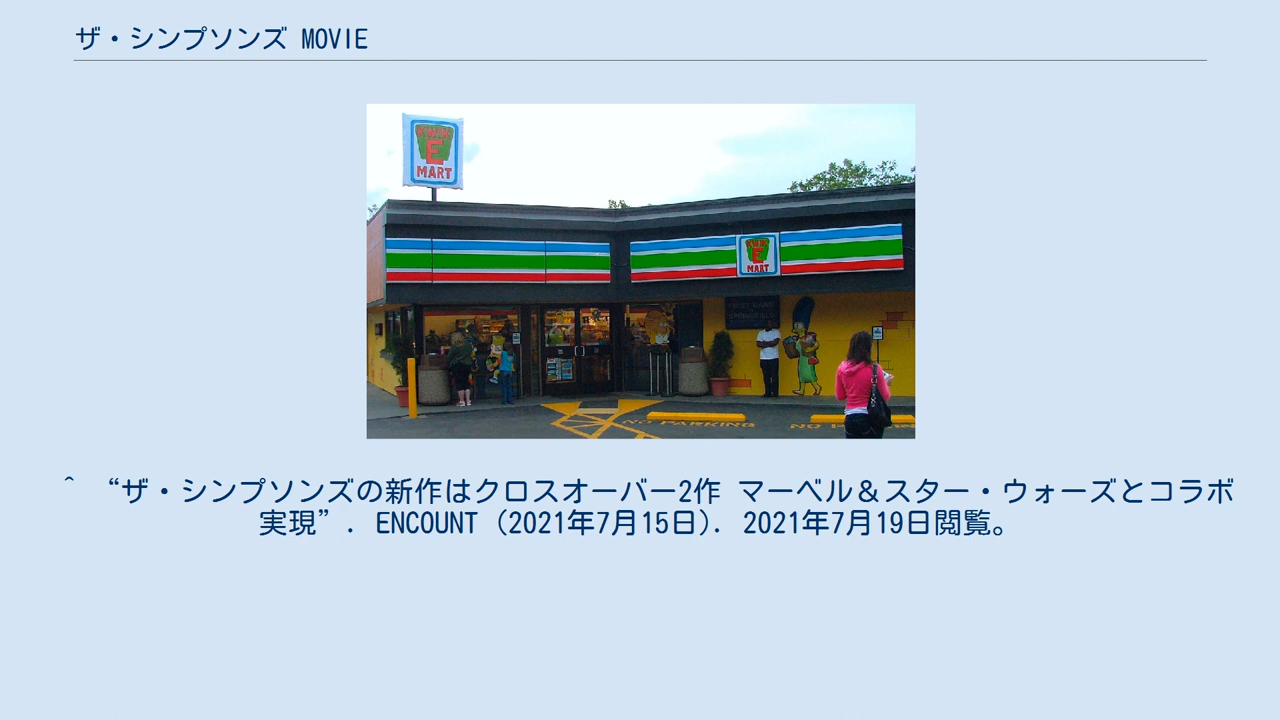 ザ・シンプソンズ MOVIE
KWIK
E
MART
KWIK
E
MART
NO PARKING
NO P
^ “ザ・シンプソンズの新作はクロスオーバー2作 マーベル＆スター・ウォーズとコラボ
実現”. ENCOUNT (2021年7月15日). 2021年7月19日閲覧。